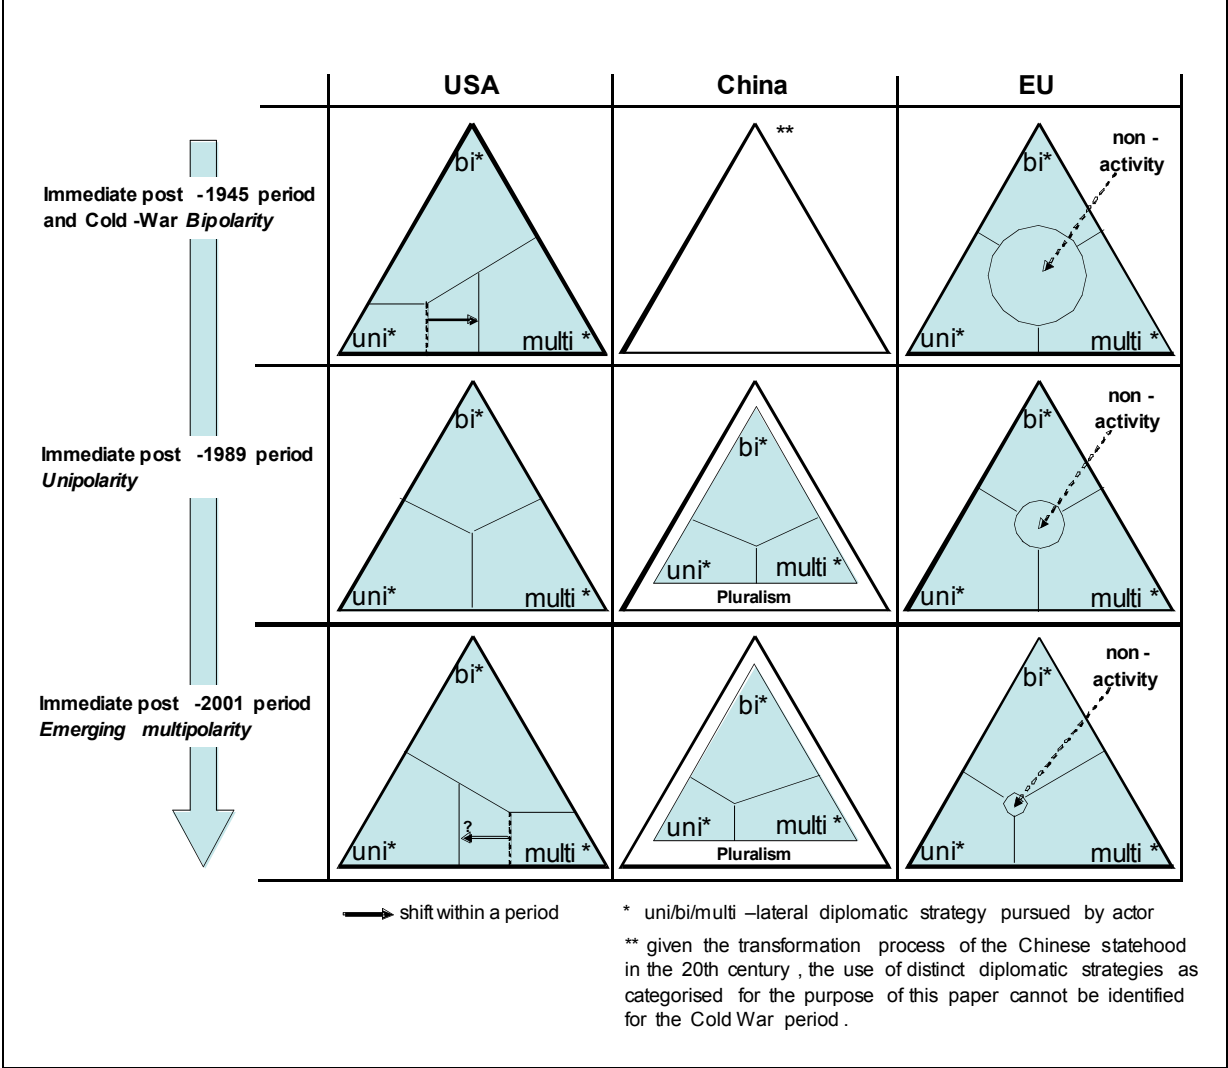 USA China EU
Immediate post -1945 period
and Cold -War Bipolarity
bi*
uni*
multi *
**
bi*
non -
activity
uni*
multi *
Immediate post -1989 period
Unipolarity
bi*
uni*
multi *
bi*
uni*
multi *
Pluralism
bi*
non -
activity
uni*
multi *
Immediate post -2001 period
Emerging multipolarity
bi*
?
uni*
multi *
bi*
uni*
multi *
Pluralism
bi*
non -
activity
uni*
multi *
shift within a period
* uni/bi/multi –lateral diplomatic strategy pursued by actor
** given the transformation process of the Chinese statehood
in the 20th century , the use of distinct diplomatic strategies as
categorised for the purpose of this paper cannot be identified
for the Cold War period .